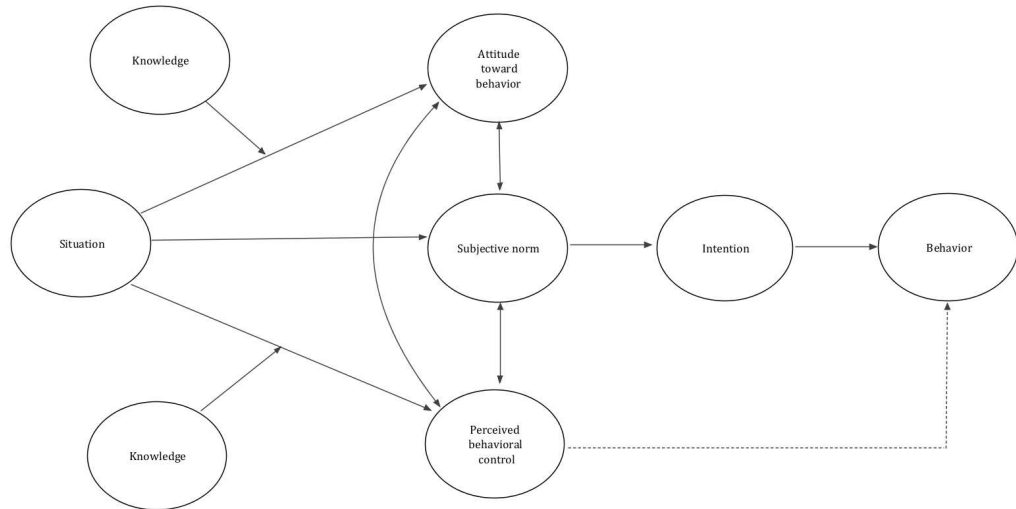 Knowledge
Attitude
toward
behavior
Situation
Subjective norm
Intention
Behavior
Knowledge
Perceived
behavioral
control